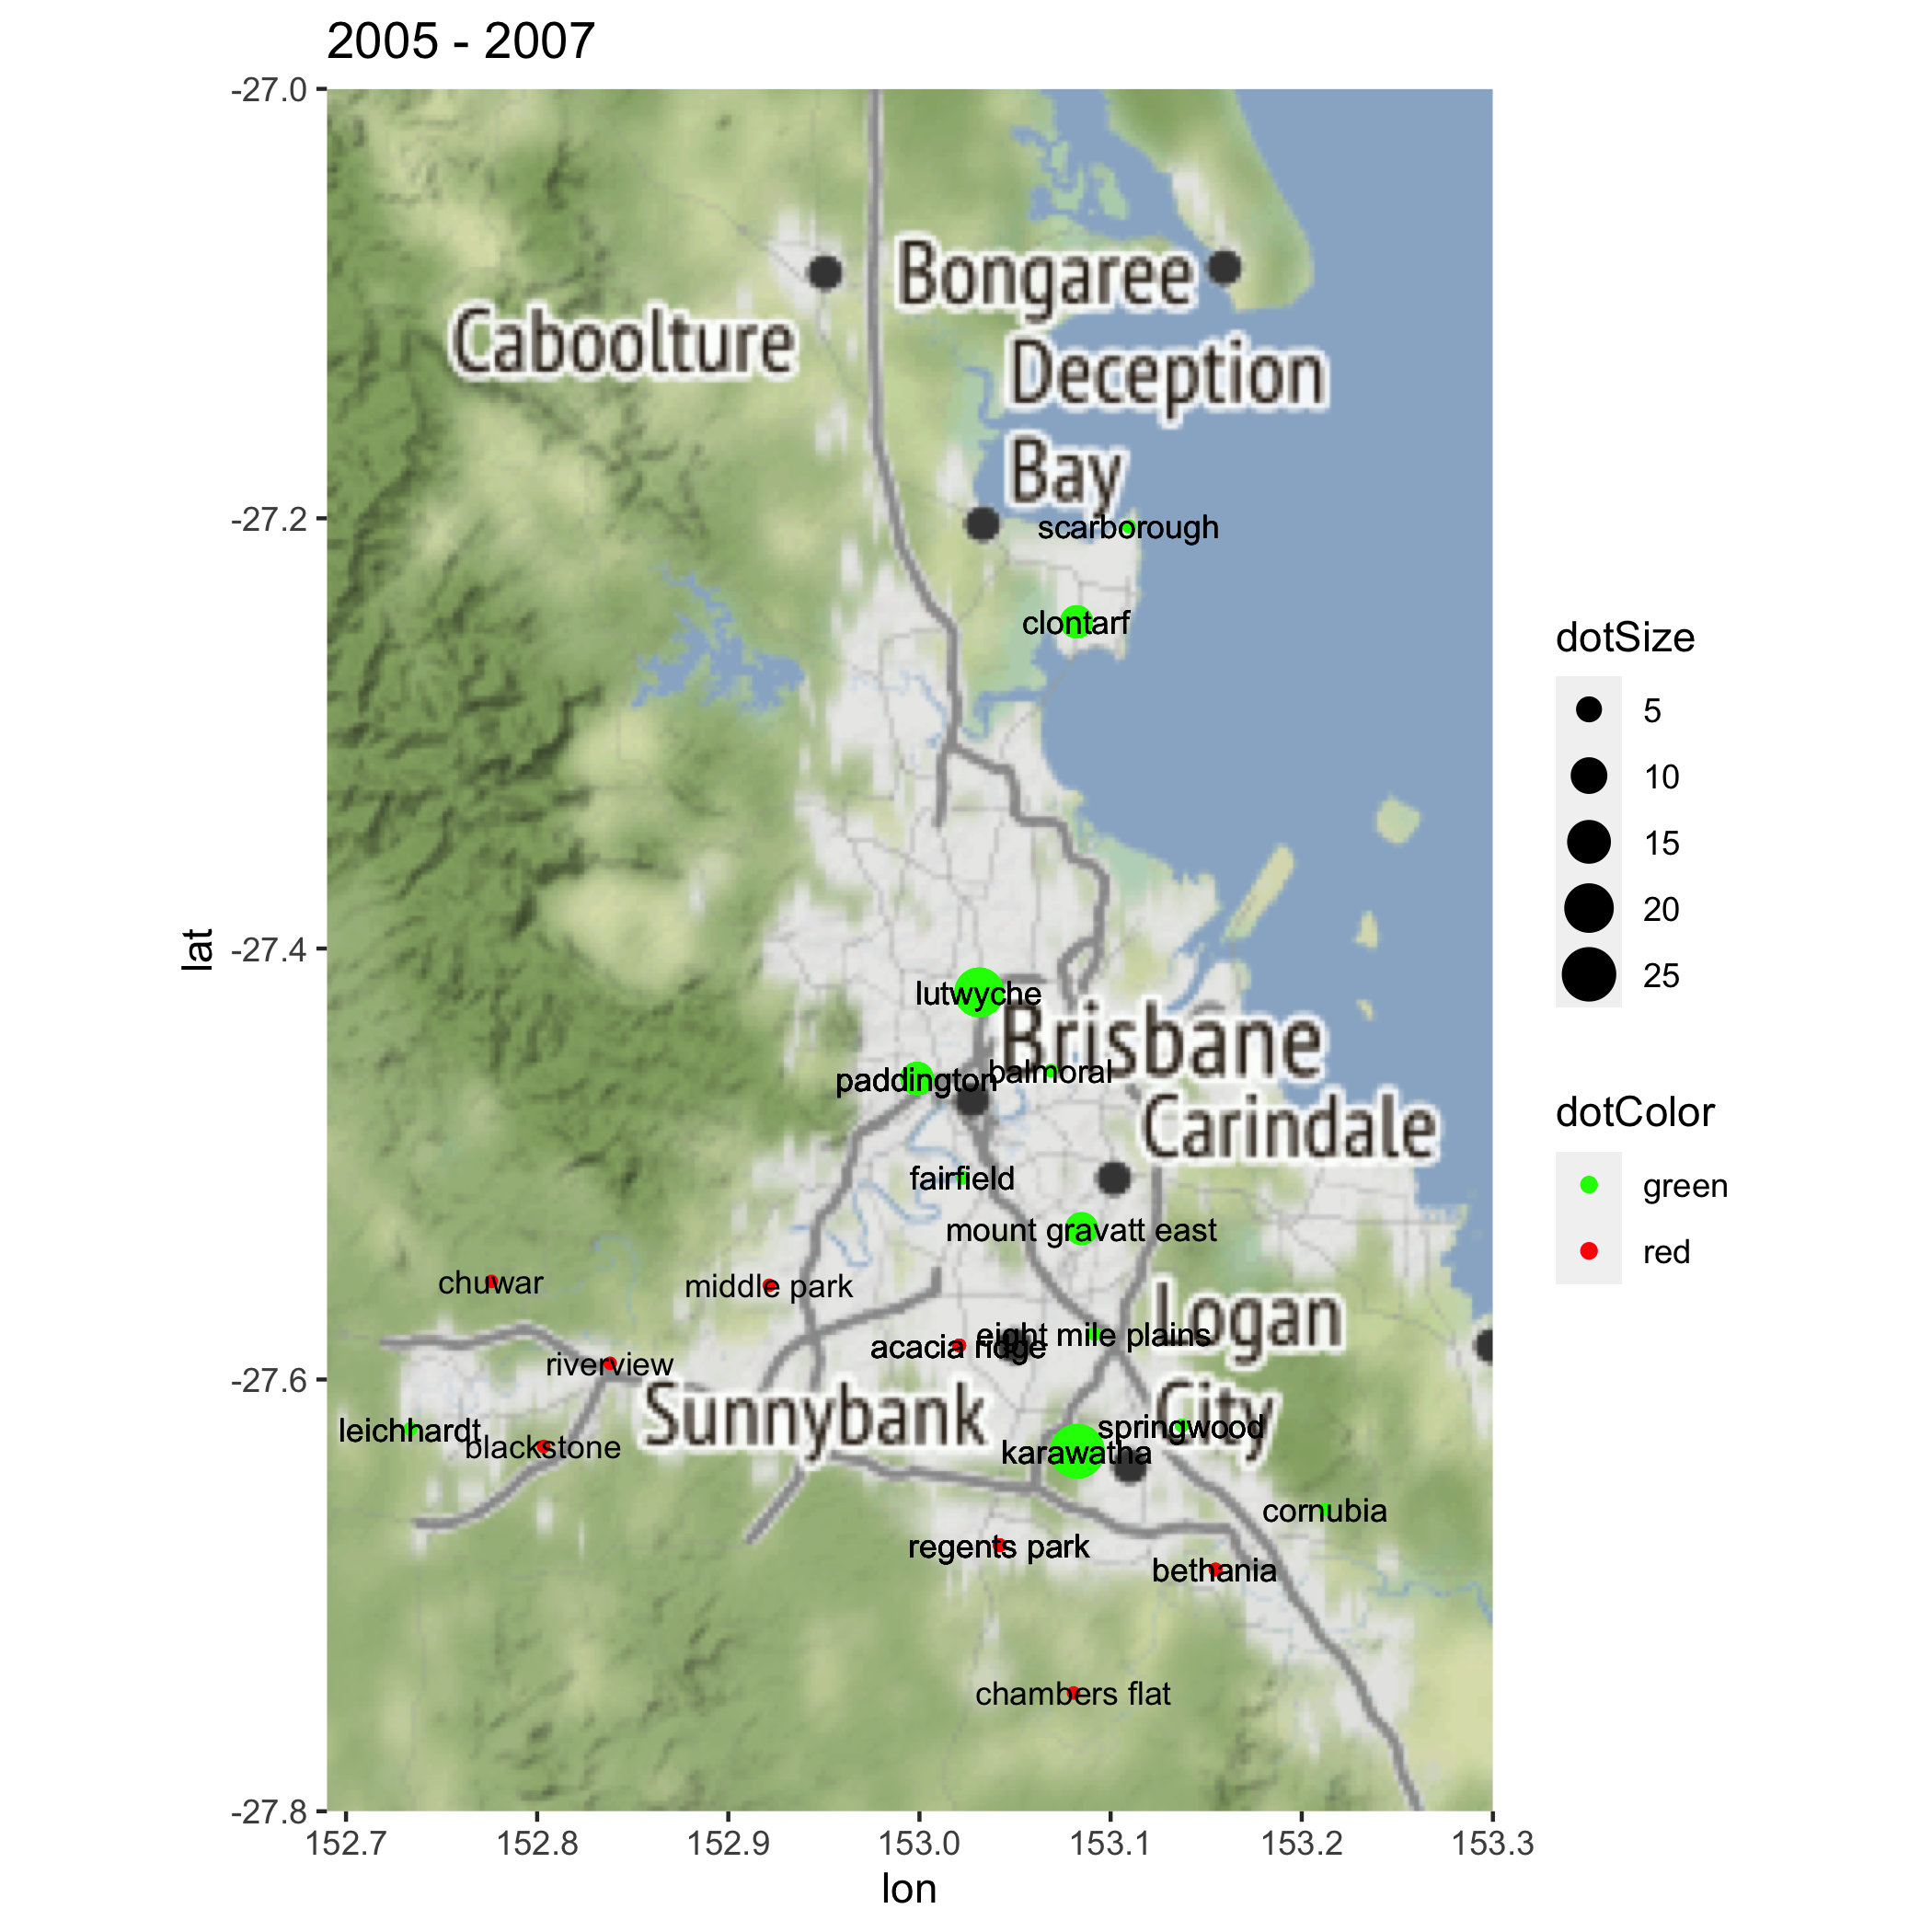 2005 - 2007
-27.0
-27.2
-27.4
-27.6
-27.8
lat
Bongaree
Caboolture
Deception
Bay
scarborough
clontarf
lutwyche
Brisbane
balmoral
paddington
Carindale
fairfield
mount gravatt east
chuwar
middle park
Logan
City
eight mile plains
acacia ridge
riverview
Sunnybank
springwood
leichhardt
blackstone
karawatha
cornubia
regents park
bethania
chambers flat
152.7 152.8 152.9 153.0 153.1 153.2 153.3
lon
dotSize
5
10
15
20
25
dotColor
green
red